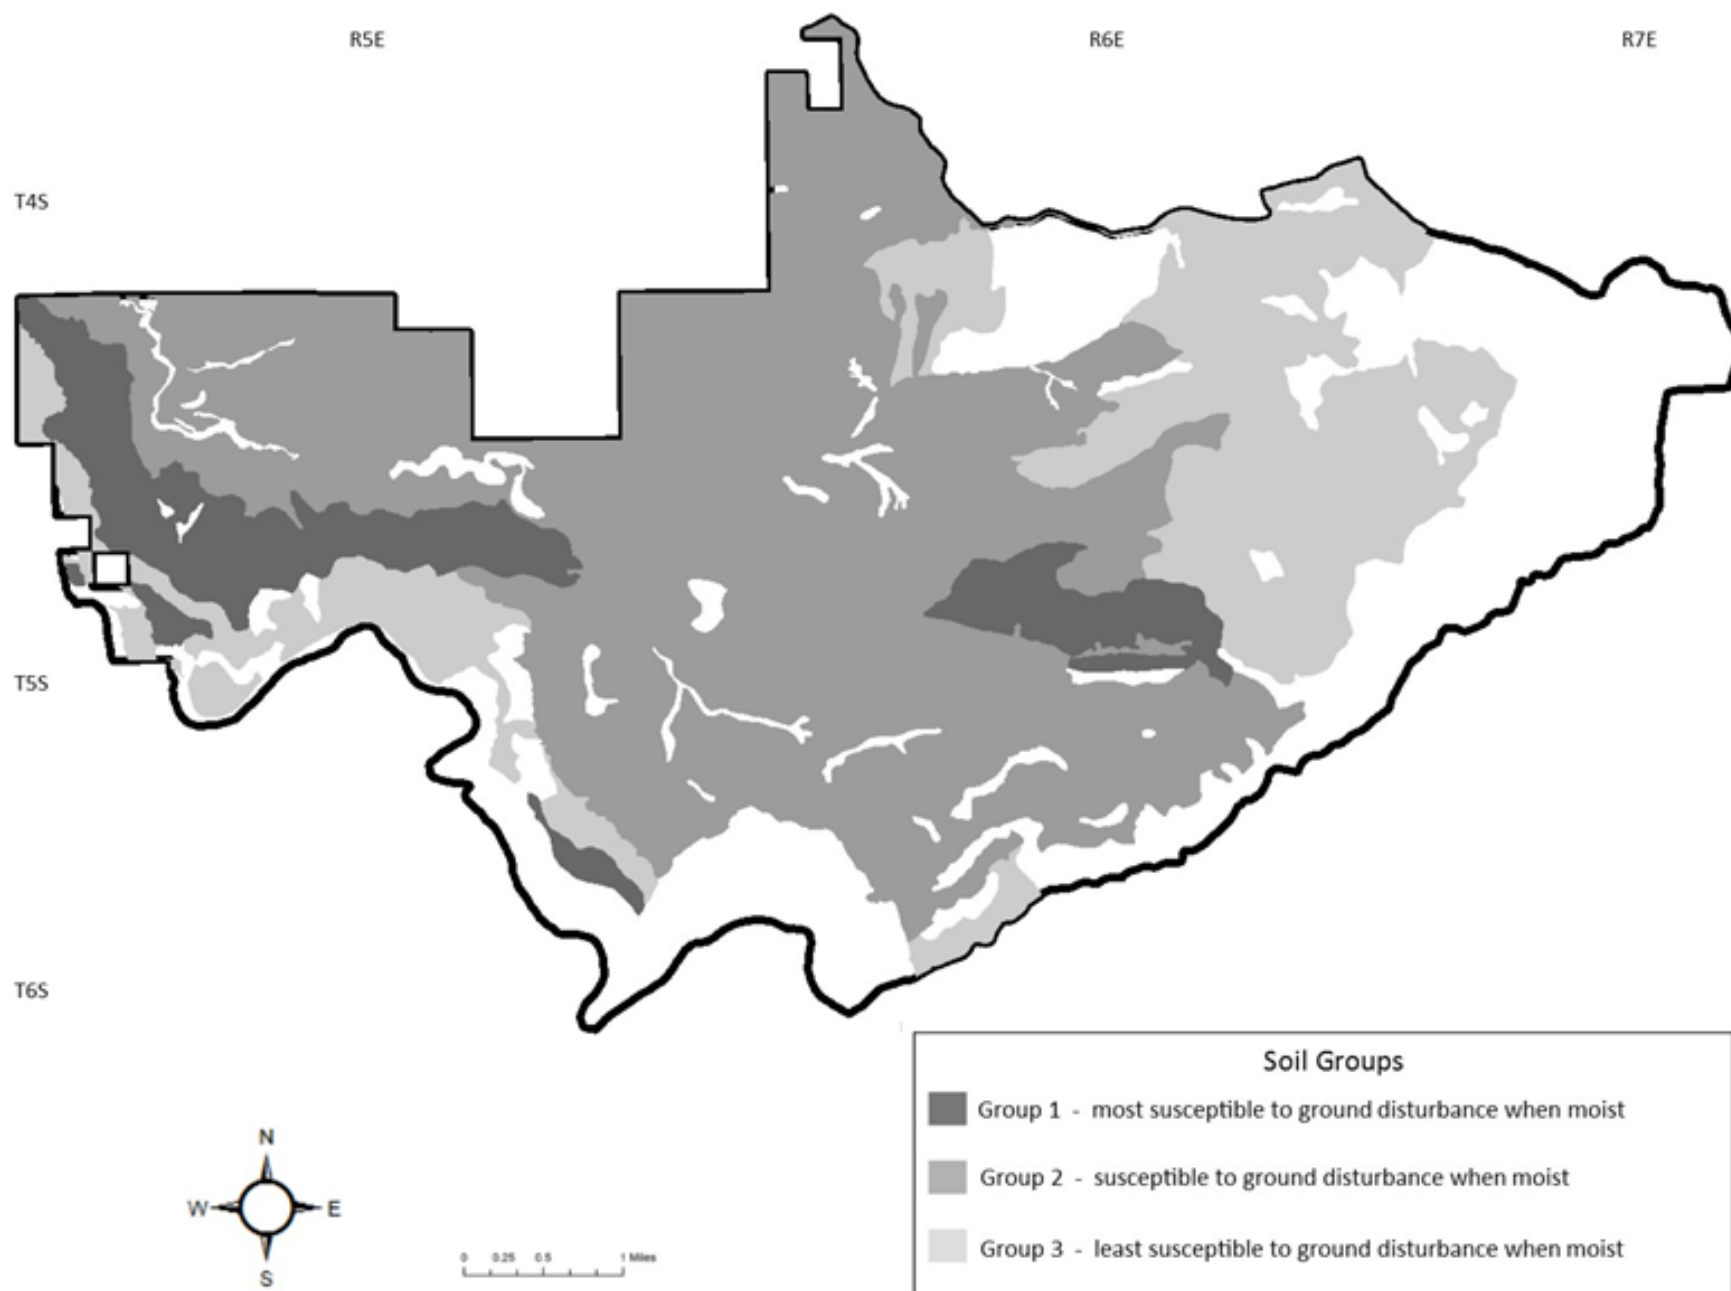 R5E
R6E
R7E
T4S
T5S
T6S
Soil Groups
Group 1 - most susceptible to ground disturbance when moist
Group 2 - susceptible to ground disturbance when moist
Group 3 - least susceptible to ground disturbance when moist
N
W
E
S
0 0.25 0.5 1 Miles